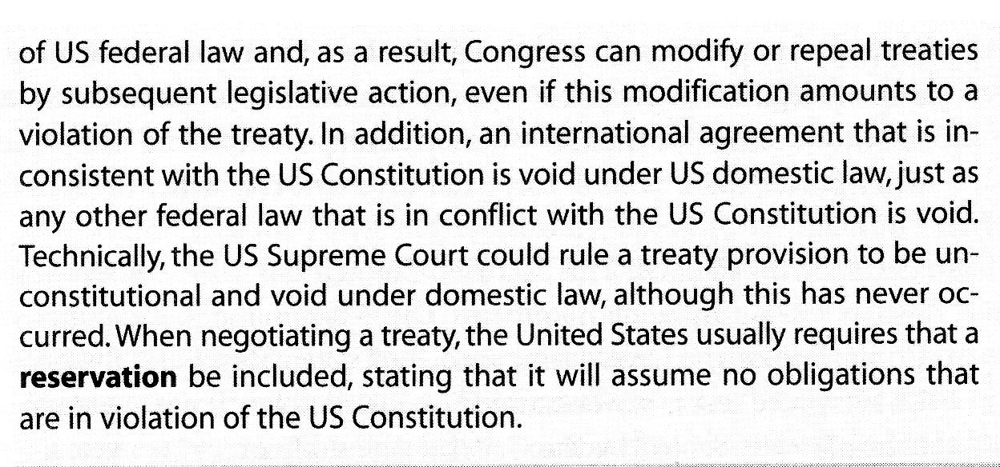 of US federal law and, as a result, Congress can modify or repeal treaties
by subsequent legislative action, even if this modification amounts to a
violation of the treaty. In addition, an international agreement that is in-
consistent with the US Constitution is void under US domestic law, just as
any other federal law that is in conflict with the US Constitution is void.
Technically, the US Supreme Court could rule a treaty provision to be un-
constitutional and void under domestic law, although this has never oc-
curred. When negotiating a treaty, the United States usually requires that a
reservation be included, stating that it will assume no obligations that
are in violation of the US Constitution.